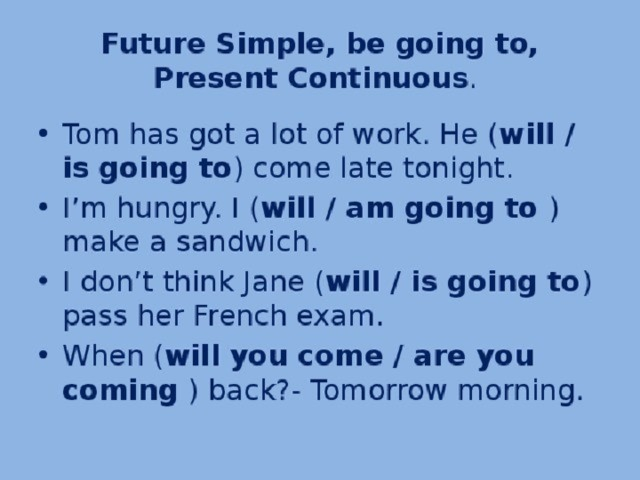 Future Simple, be going to,
Present Continuous.
• Tom has got a lot of work. He (will /
is going to) come late tonight.
• I’m hungry. I (will / am going to )
make a sandwich.
• I don’t think Jane (will / is going to)
pass her French exam.
• When (will you come / are you
coming ) back?- Tomorrow morning.